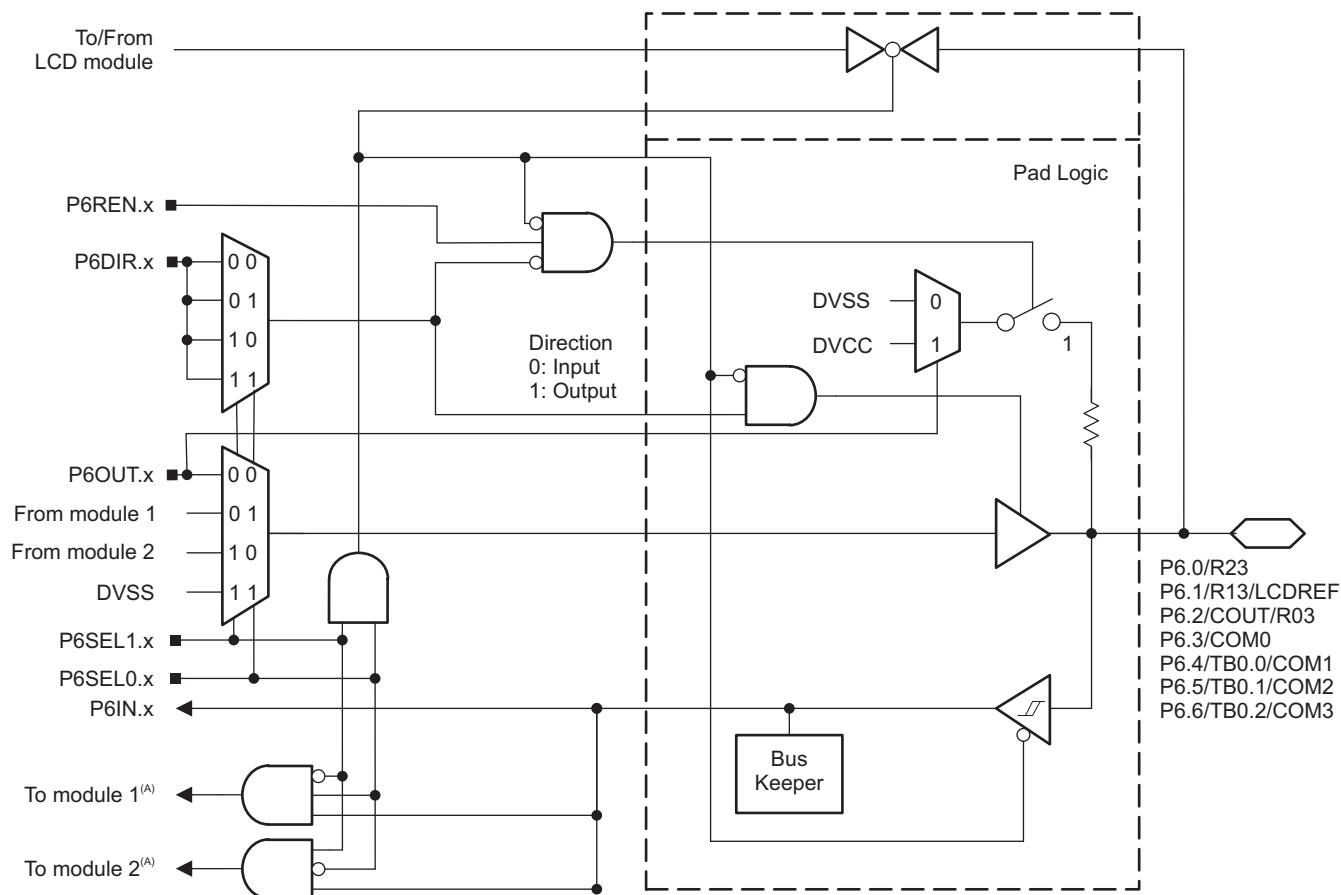 To/From
LCD module
Pad Logic
P6REN.x
P6DIR.x
0 0
0 1
1 0
1 1
Direction
0: Input
1: Output
DVSS
DVCC
0
1
1
P6OUT.x
From module 1
From module 2
DVSS
0 0
0 1
1 0
1 1
P6SEL1.x
P6SEL0.x
P6IN.x
P6.0/R23
P6.1/R13/LCDREF
P6.2/COUT/R03
P6.3/COM0
P6.4/TB0.0/COM1
P6.5/TB0.1/COM2
P6.6/TB0.2/COM3
Bus
Keeper
To module 1(A)
To module 2(A)